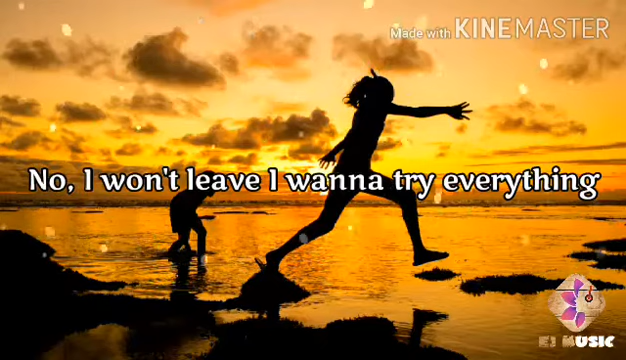 Made with KINEMASTER
No, I won't leave I wanna try everything
EJ MUSIC